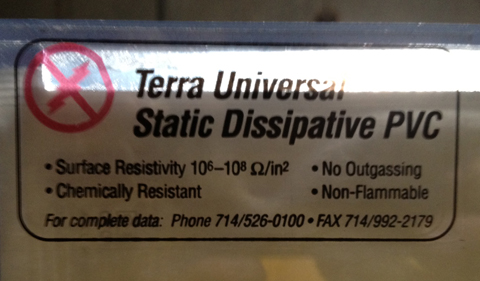 Terra Universal
Static Dissipative PVC
• Surface Resistivity 10⁶–10⁸ Ω/in² • No Outgassing
• Chemically Resistant • Non-Flammable
For complete data: Phone 714/526-0100 • FAX 714/992-2179